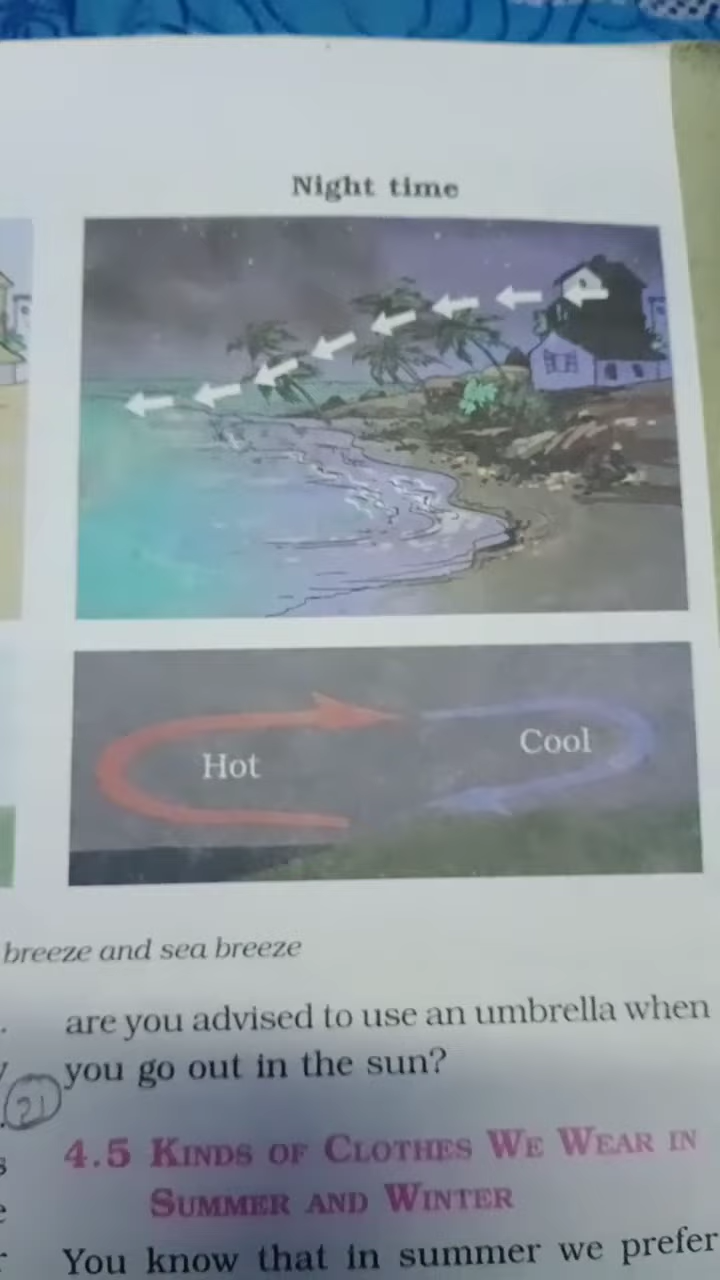 Night time
Hot
Cool
breeze and sea breeze
are you advised to use an umbrella when
you go out in the sun?
21
4.5 KINDS OF CLOTHES WE WEAR IN
SUMMER AND WINTER
You know that in summer we prefer